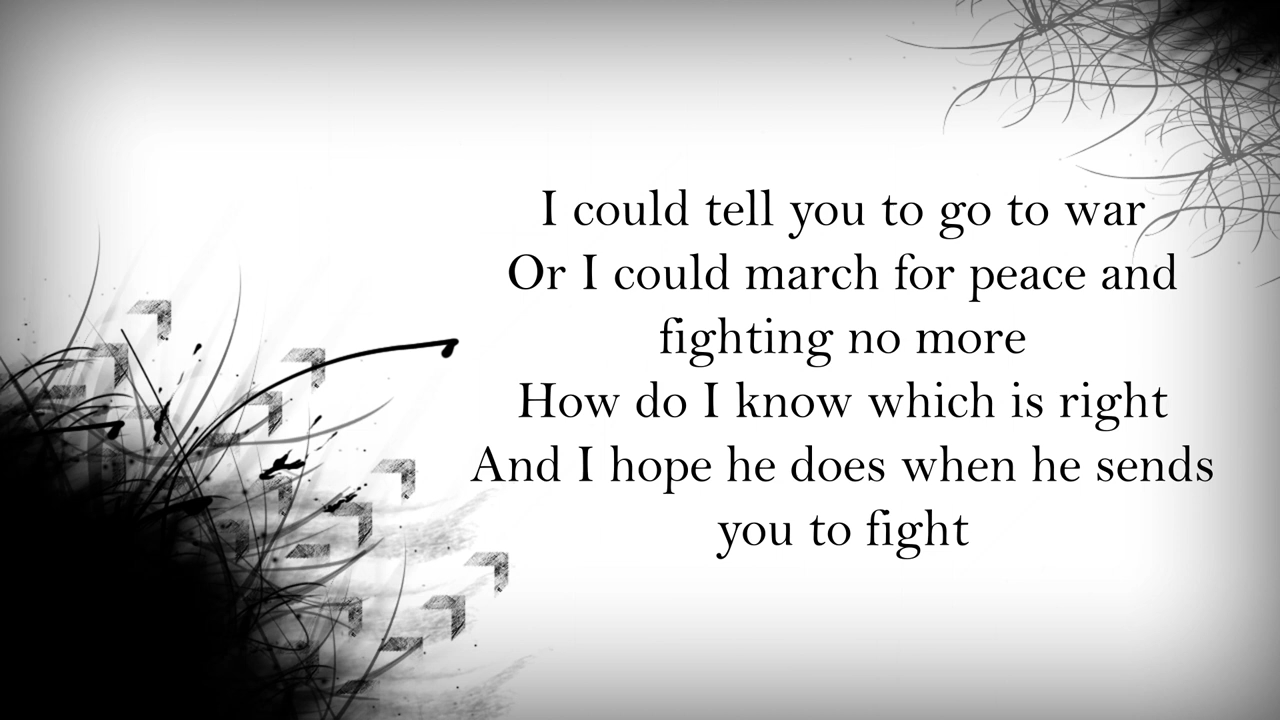 I could tell you to go to war
Or I could march for peace and
fighting no more
How do I know which is right
And I hope he does when he sends
you to fight